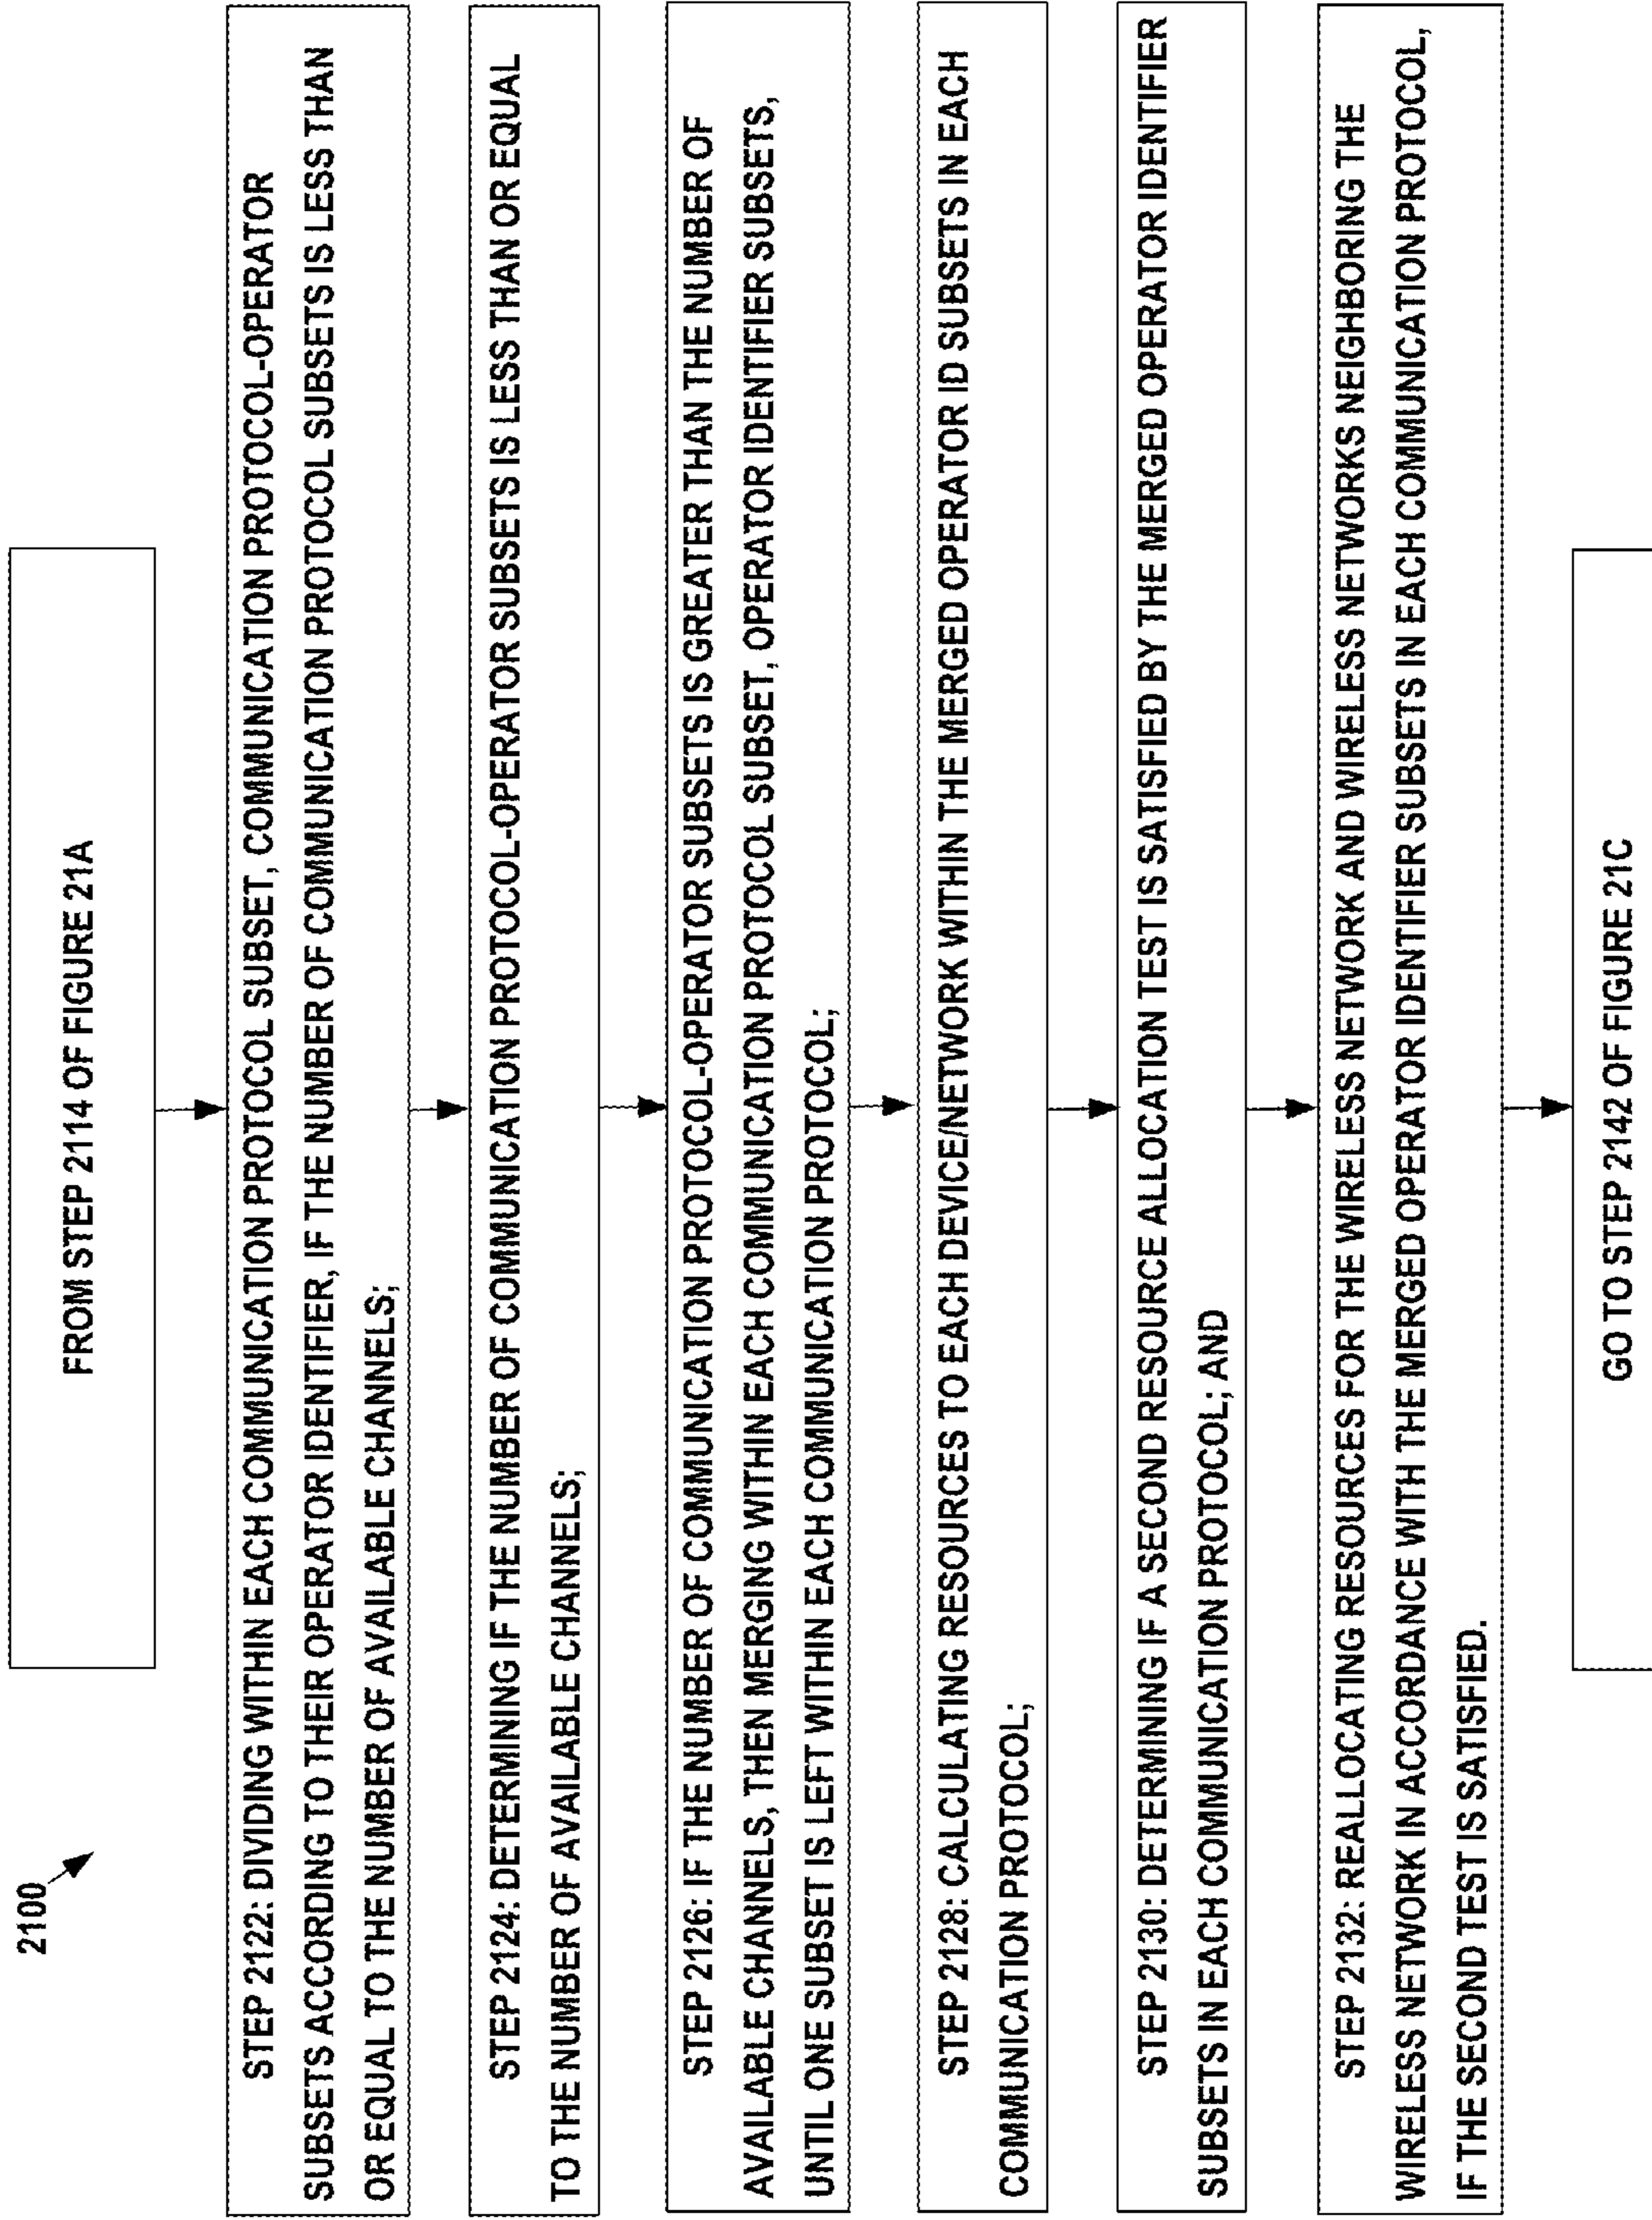 2100
FROM STEP 2114 OF FIGURE 21A
STEP 2122: DIVIDING WITHIN EACH COMMUNICATION PROTOCOL SUBSET, COMMUNICATION PROTOCOL-OPERATOR
SUBSETS ACCORDING TO THEIR OPERATOR IDENTIFIER, IF THE NUMBER OF COMMUNICATION PROTOCOL SUBSETS IS LESS THAN
OR EQUAL TO THE NUMBER OF AVAILABLE CHANNELS;
STEP 2124: DETERMINING IF THE NUMBER OF COMMUNICATION PROTOCOL-OPERATOR SUBSETS IS LESS THAN OR EQUAL
TO THE NUMBER OF AVAILABLE CHANNELS;
STEP 2126: IF THE NUMBER OF COMMUNICATION PROTOCOL-OPERATOR SUBSETS IS GREATER THAN THE NUMBER OF
AVAILABLE CHANNELS, THEN MERGING WITHIN EACH COMMUNICATION PROTOCOL SUBSET, OPERATOR IDENTIFIER SUBSETS,
UNTIL ONE SUBSET IS LEFT WITHIN EACH COMMUNICATION PROTOCOL;
STEP 2128: CALCULATING RESOURCES TO EACH DEVICE/NETWORK WITHIN THE MERGED OPERATOR ID SUBSETS IN EACH
COMMUNICATION PROTOCOL;
STEP 2130: DETERMINING IF A SECOND RESOURCE ALLOCATION TEST IS SATISFIED BY THE MERGED OPERATOR IDENTIFIER
SUBSETS IN EACH COMMUNICATION PROTOCOL; AND
STEP 2132: REALLOCATING RESOURCES FOR THE WIRELESS NETWORK AND WIRELESS NETWORKS NEIGHBORING THE
WIRELESS NETWORK IN ACCORDANCE WITH THE MERGED OPERATOR IDENTIFIER SUBSETS IN EACH COMMUNICATION PROTOCOL,
IF THE SECOND TEST IS SATISFIED.
GO TO STEP 2142 OF FIGURE 21C